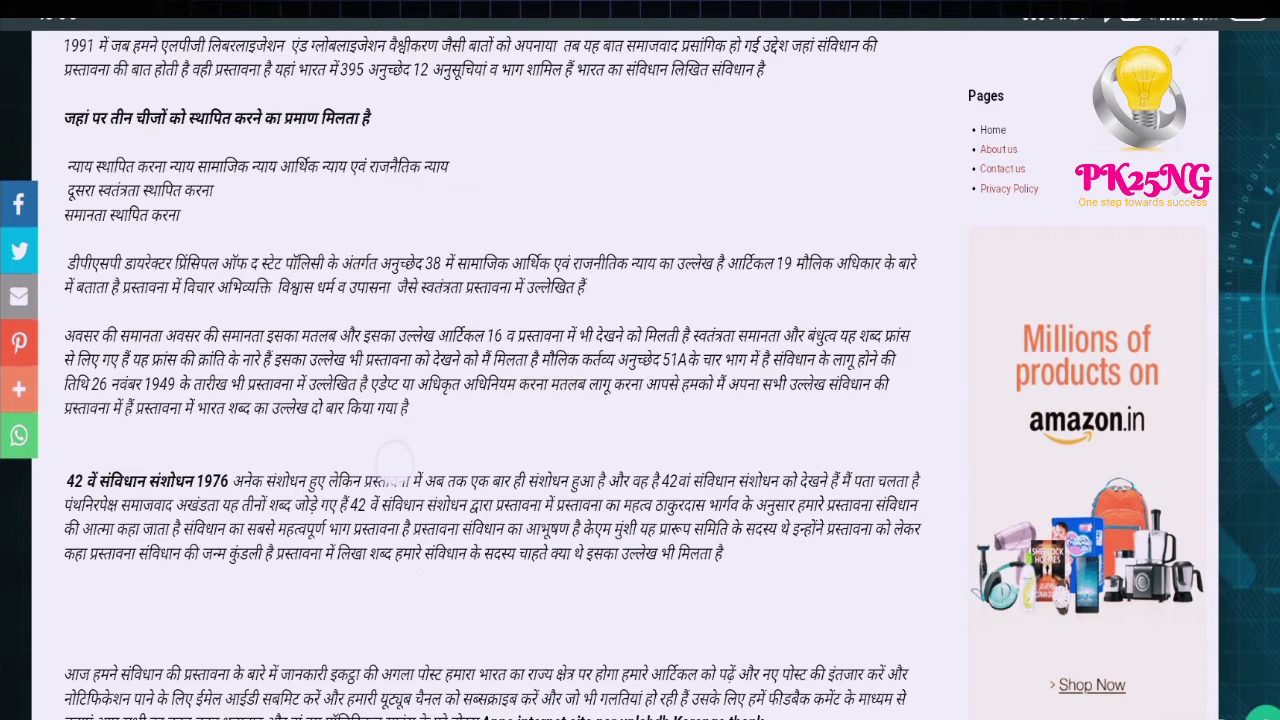 1991 में जब हमने एलपीजी लिबरलाइजेशन एंड ग्लोबलाइजेशन वैश्वीकरण जैसी बातों को अपनाया तब यह बात समाजवाद प्रसांगिक हो गई उद्देश जहां संविधान की
प्रस्तावना की बात होती है वही प्रस्तावना है यहां भारत में 395 अनुच्छेद 12 अनुसूचियां व भाग शामिल हैं भारत का संविधान लिखित संविधान है
जहां पर तीन चीजों को स्थापित करने का प्रमाण मिलता है
न्याय स्थापित करना न्याय सामाजिक न्याय आर्थिक न्याय एवं राजनैतिक न्याय
दूसरा स्वतंत्रता स्थापित करना
समानता स्थापित करना
डीपीएसपी डायरेक्टर प्रिंसिपल ऑफ द स्टेट पॉलिसी के अंतर्गत अनुच्छेद 38 में सामाजिक आर्थिक एवं राजनीतिक न्याय का उल्लेख है आर्टिकल 19 मौलिक अधिकार के बारे
में बताता है प्रस्तावना में विचार अभिव्यक्ति विश्वास धर्म व उपासना जैसे स्वतंत्रता प्रस्तावना में उल्लेखित हैं
अवसर की समानता अवसर की समानता इसका मतलब और इसका उल्लेख आर्टिकल 16 व प्रस्तावना में भी देखने को मिलती है स्वतंत्रता समानता और बंधुत्व यह शब्द फ्रांस
से लिए गए हैं यह फ्रांस की क्रांति के नारे हैं इसका उल्लेख भी प्रस्तावना को देखने को मैं मिलता है मौलिक कर्तव्य अनुच्छेद 51A के चार भाग में है संविधान के लागू होने की
तिथि 26 नवंबर 1949 के तारीख भी प्रस्तावना में उल्लेखित है एडेप्ट या अधिकृत अधिनियम करना मतलब लागू करना आपसे हमको मैं अपना सभी उल्लेख संविधान की
प्रस्तावना में हैं प्रस्तावना में भारत शब्द का उल्लेख दो बार किया गया है
42 वें संविधान संशोधन 1976 अनेक संशोधन हुए लेकिन प्रस्तावना में अब तक एक बार ही संशोधन हुआ है और वह है 42वां संविधान संशोधन को देखने हैं मैं पता चलता है
पंथनिरपेक्ष समाजवाद अखंडता यह तीनों शब्द जोड़े गए हैं 42 वें संविधान संशोधन द्वारा प्रस्तावना में प्रस्तावना का महत्व ठाकुरदास भार्गव के अनुसार हमारे प्रस्तावना संविधान
की आत्मा कहा जाता है संविधान का सबसे महत्वपूर्ण भाग प्रस्तावना है प्रस्तावना संविधान का आभूषण है केएम मुंशी यह प्रारूप समिति के सदस्य थे इन्होंने प्रस्तावना को लेकर
कहा प्रस्तावना संविधान की जन्म कुंडली है प्रस्तावना में लिखा शब्द हमारे संविधान के सदस्य चाहते क्या थे इसका उल्लेख भी मिलता है
आज हमने संविधान की प्रस्तावना के बारे में जानकारी इकट्ठा की अगला पोस्ट हमारा भारत का राज्य क्षेत्र पर होगा हमारे आर्टिकल को पढ़ें और नए पोस्ट की इंतजार करें और
नोटिफिकेशन पाने के लिए ईमेल आईडी सबमिट करें और हमारी यूट्यूब चैनल को सब्सक्राइब करें और जो भी गलतियां हो रही हैं उसके लिए हमें फीडबैक कमेंट के माध्यम से
Pages
Home
About us
Contact us
Privacy Policy
PK25NG
One step towards success
Millions of
products on
amazon.in
> Shop Now